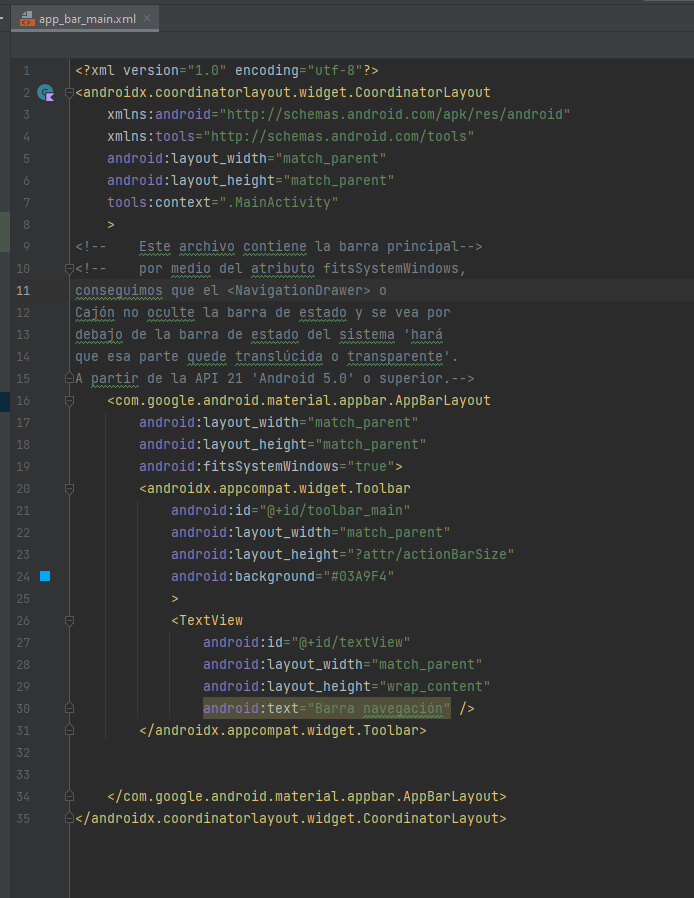 app_bar_main.xml
1 <?xml version="1.0" encoding="utf-8"?>
2 <androidx.coordinatorlayout.widget.CoordinatorLayout
3 xmlns:android="http://schemas.android.com/apk/res/android"
4 xmlns:tools="http://schemas.android.com/tools"
5 android:layout_width="match_parent"
6 android:layout_height="match_parent"
7 tools:context=".MainActivity"
8 >
9 <!-- Este archivo contiene la barra principal-->
10 <!-- por medio del atributo fitsSystemWindows,
11 conseguimos que el <NavigationDrawer> o
12 Cajón no oculte la barra de estado y se vea por
13 debajo de la barra de estado del sistema 'hará
14 que esa parte quede translúcida o transparente'.
15 A partir de la API 21 'Android 5.0' o superior.-->
16 <com.google.android.material.appbar.AppBarLayout
17 android:layout_width="match_parent"
18 android:layout_height="match_parent"
19 android:fitsSystemWindows="true">
20 <androidx.appcompat.widget.Toolbar
21 android:id="@+id/toolbar_main"
22 android:layout_width="match_parent"
23 android:layout_height="?attr/actionBarSize"
24 android:background="#03A9F4"
25 >
26 <TextView
27 android:id="@+id/textView"
28 android:layout_width="match_parent"
29 android:layout_height="wrap_content"
30 android:text="Barra navegación" />
31 </androidx.appcompat.widget.Toolbar>
32
33
34 </com.google.android.material.appbar.AppBarLayout>
35 </androidx.coordinatorlayout.widget.CoordinatorLayout>